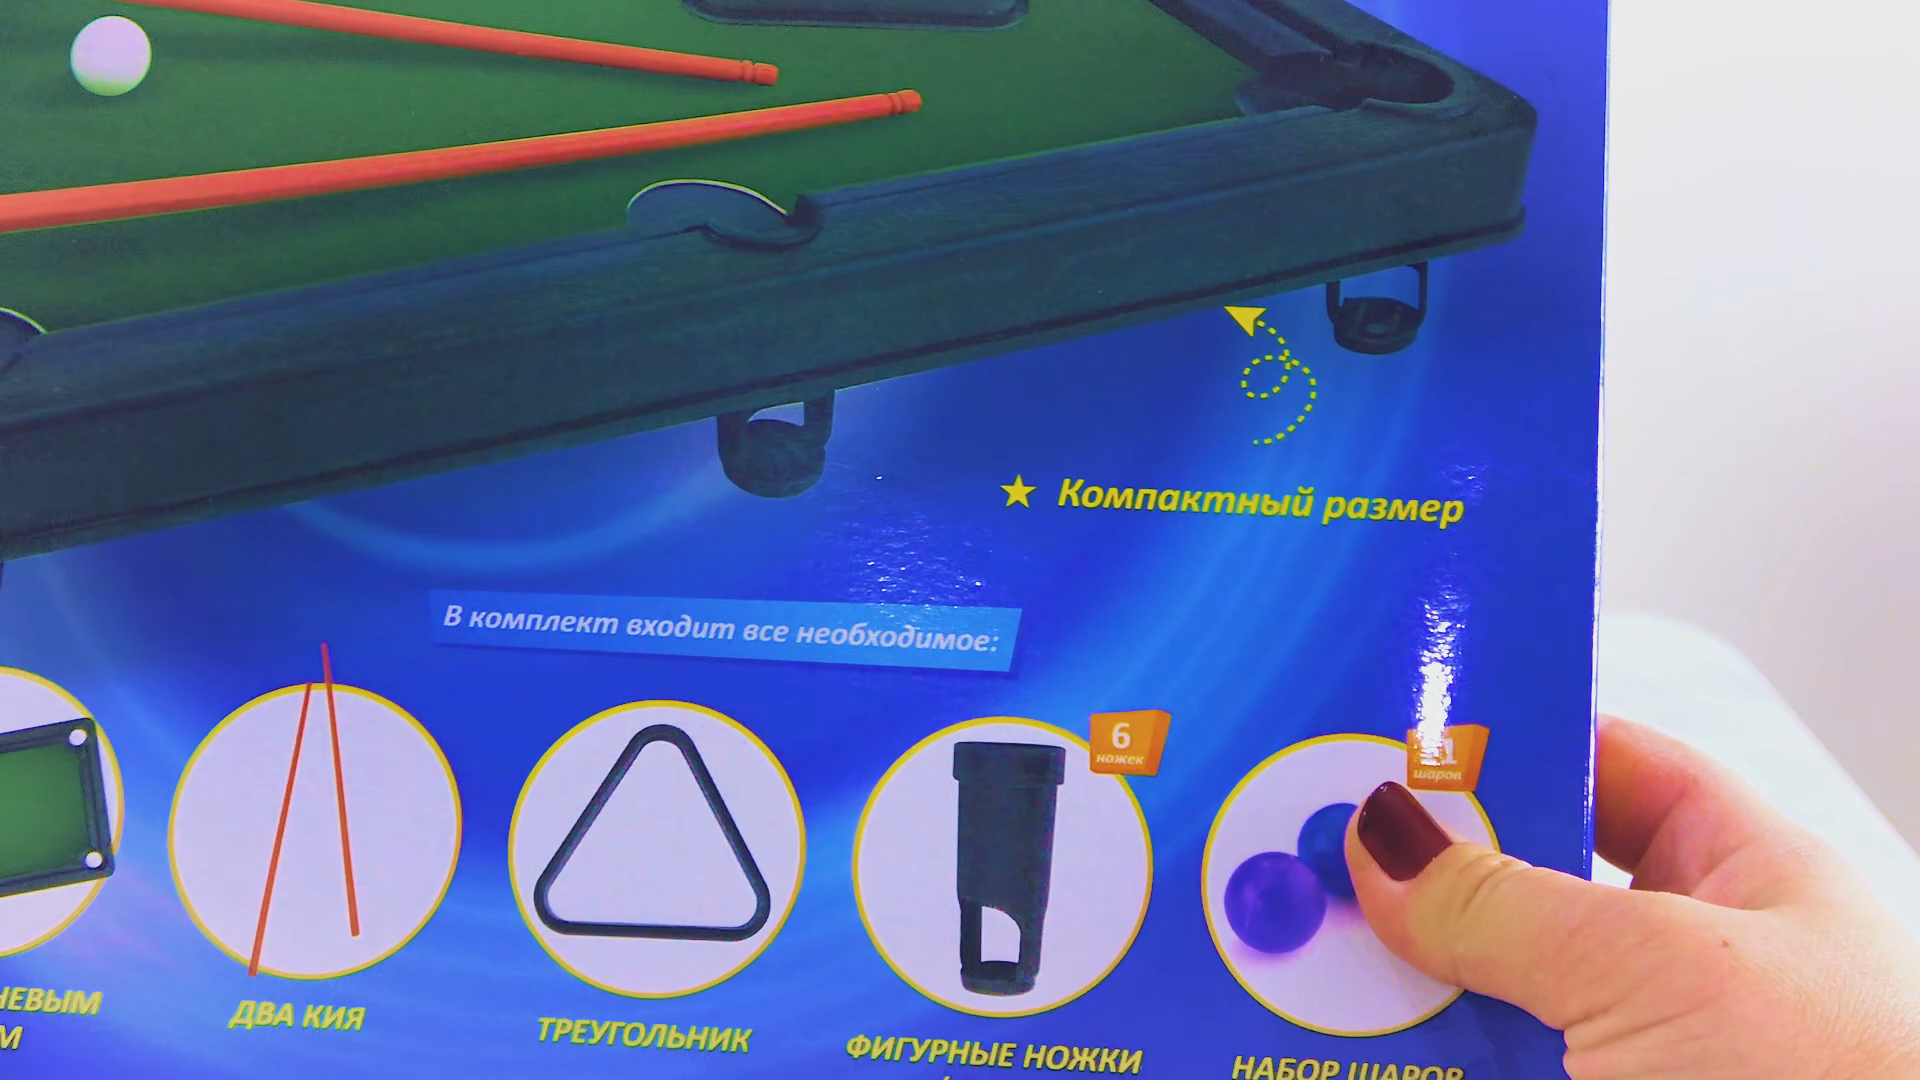 Компактный размер
В комплект входит все необходимое:
6
ножек
шаров
ДВА КИЯ
ТРЕУГОЛЬНИК
ФИГУРНЫЕ НОЖКИ
НАБОР ШАРОВ